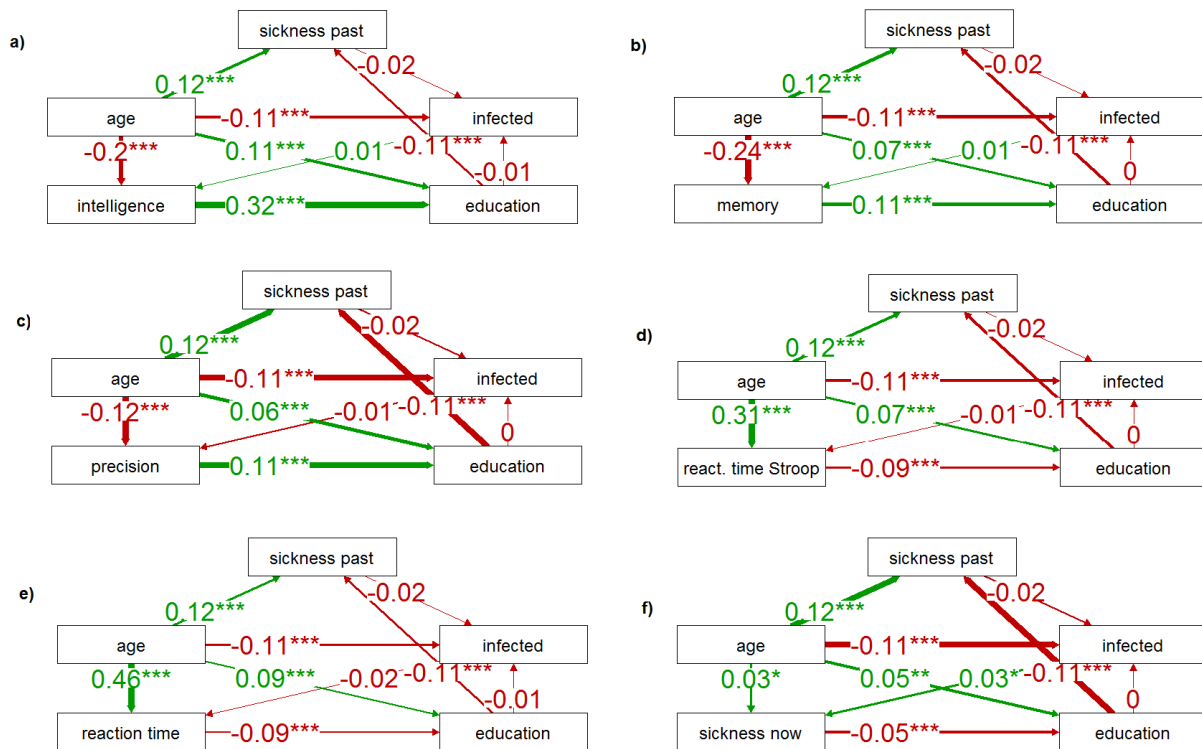 a)
sickness past
0.12***
-0.02
age
-0.11***
infected
-0.2***
0.11***
0.01
-0.11***
-0.01
intelligence
0.32***
education
b)
sickness past
0.12***
-0.02
age
-0.11***
infected
-0.24***
0.07***
0.01
-0.11***
0
memory
0.11***
education
c)
sickness past
0.12***
-0.02
age
-0.11***
infected
-0.12***
0.06***
-0.01
-0.11***
0
precision
0.11***
education
d)
sickness past
0.12***
-0.02
age
-0.11***
infected
0.31***
0.07***
-0.01
-0.11***
0
react. time Stroop
-0.09***
education
e)
sickness past
0.12***
-0.02
age
-0.11***
infected
0.46***
0.09***
-0.02
-0.11***
-0.01
reaction time
-0.09***
education
f)
sickness past
0.12***
-0.02
age
-0.11***
infected
0.03*
0.05**
0.03*
-0.11***
0
sickness now
-0.05***
education